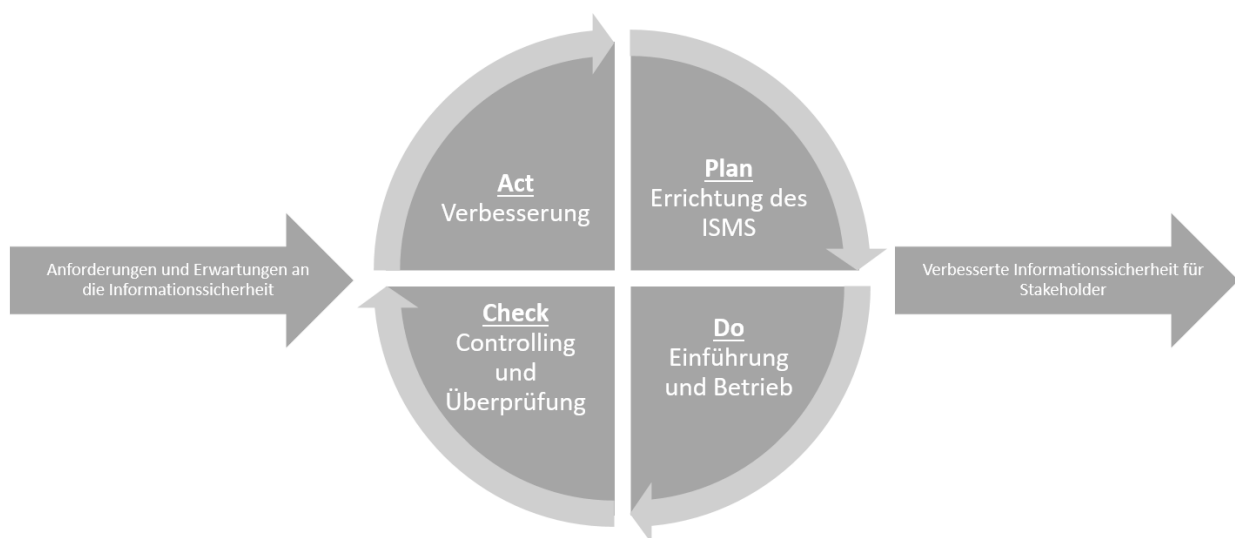 Anforderungen und Erwartungen an
die Informationssicherheit
Act
Verbesserung
Plan
Errichtung des
ISMS
Check
Controlling
und
Überprüfung
Do
Einführung
und Betrieb
Verbesserte Informationssicherheit für
Stakeholder